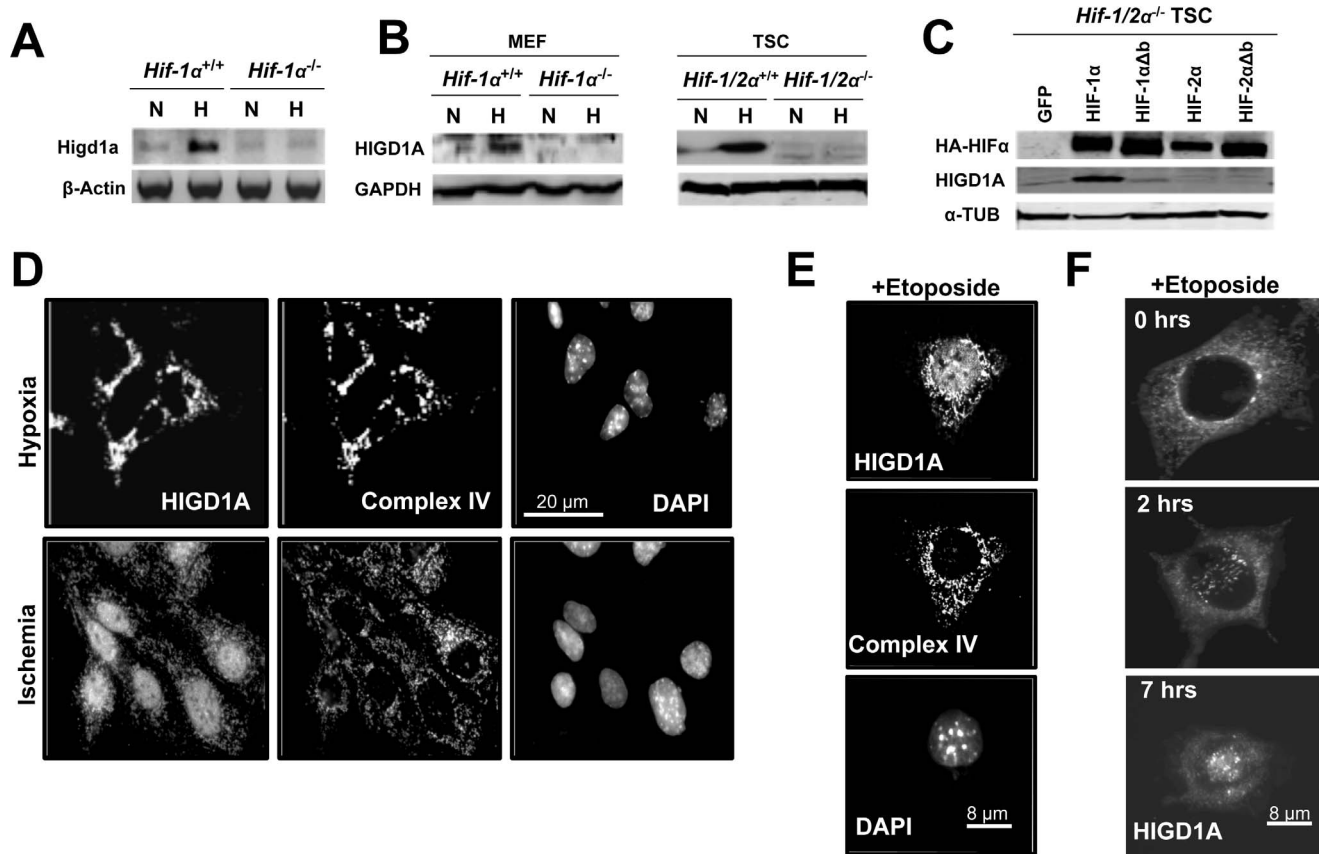 A
Hif-1α+/+ Hif-1α-/-
N H N H
Higd1a
β-Actin
B
MEF TSC
Hif-1α+/+ Hif-1α-/- Hif-1/2α+/+ Hif-1/2α-/-
N H N H N H N H
HIGD1A
GAPDH
C
Hif-1/2α-/- TSC
GFP
HIF-1α
HIF-1αΔb
HIF-2α
HIF-2αΔb
HA-HIFα
HIGD1A
α-TUB
D
Hypoxia
HIGD1A
Complex IV
20 μm
DAPI
Ischemia
E
+Etoposide
HIGD1A
Complex IV
DAPI
8 μm
F
+Etoposide
0 hrs
2 hrs
7 hrs
HIGD1A
8 μm